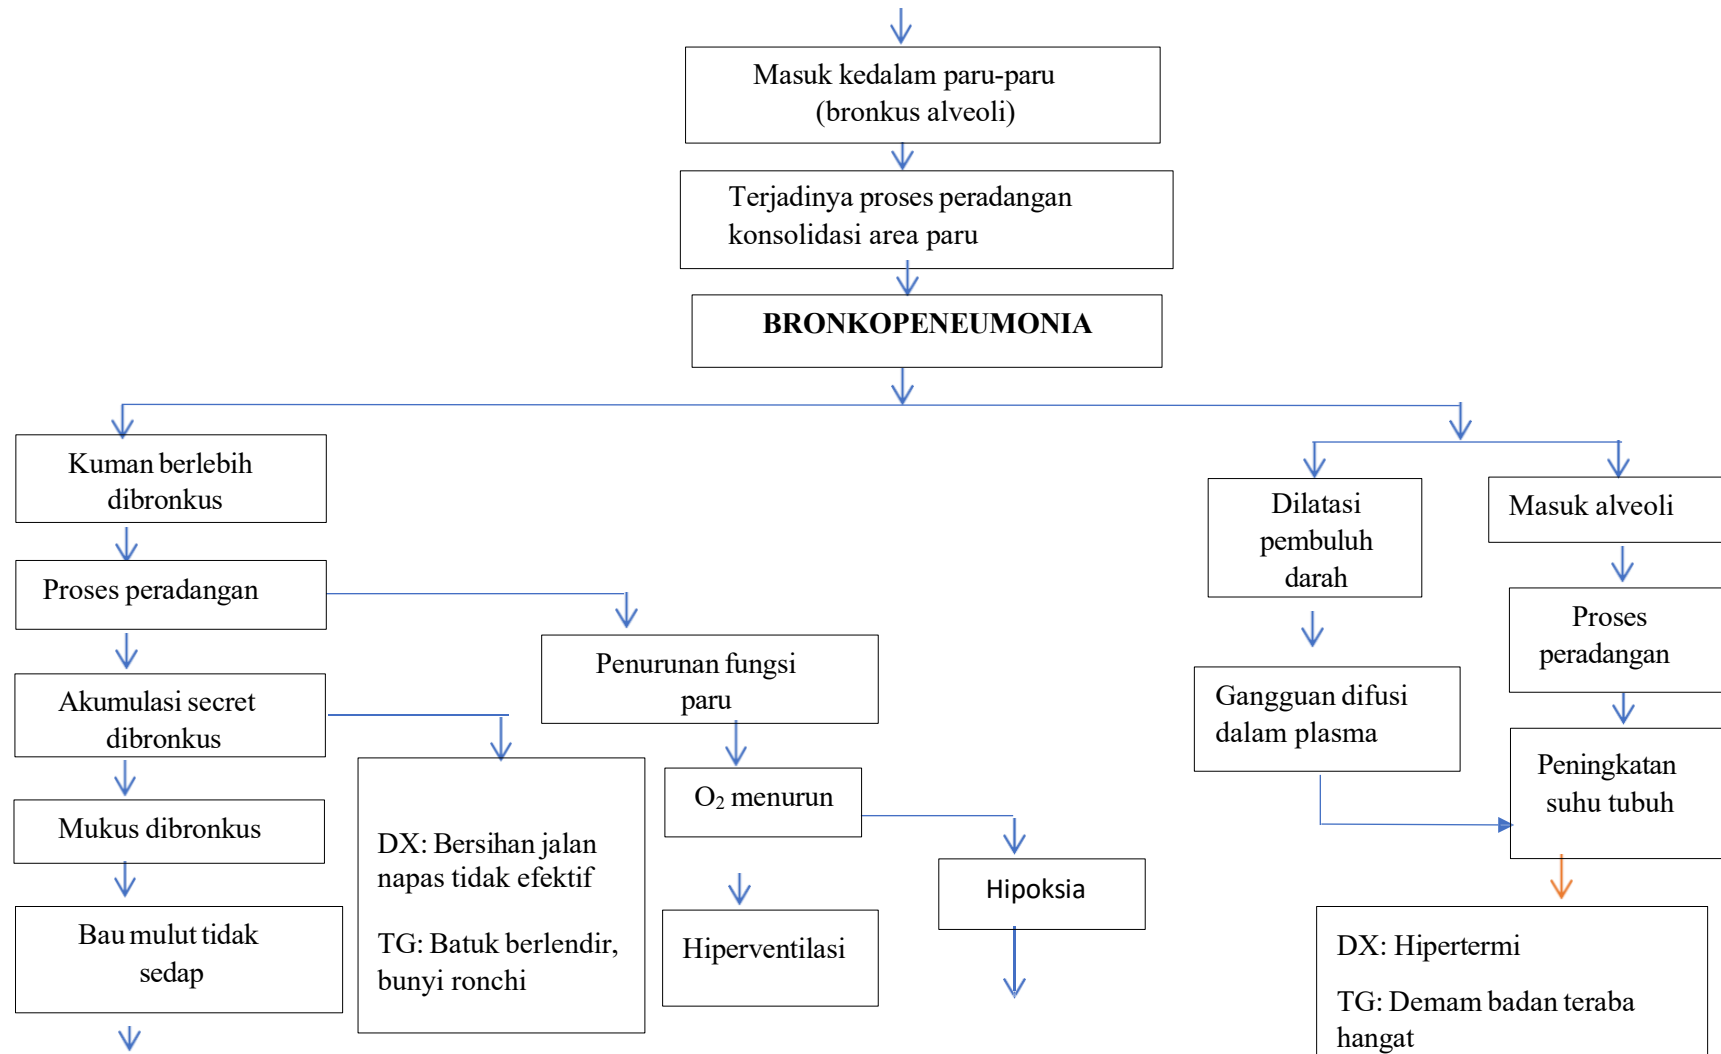 Masuk kedalam paru-paru
(bronkus alveoli)
Terjadinya proses peradangan
konsolidasi area paru
BRONKOPENEUMONIA
Kuman berlebih
dibronkus
Proses peradangan
Akumulasi secret
dibronkus
Mukus dibronkus
Bau mulut tidak
sedap
DX: Bersihan jalan
napas tidak efektif
TG: Batuk berlendir,
bunyi ronchi
Penurunan fungsi
paru
O₂ menurun
Hiperventilasi
Hipoksia
Dilatasi
pembuluh
darah
Gangguan difusi
dalam plasma
Masuk alveoli
Proses
peradangan
Peningkatan
suhu tubuh
DX: Hipertermi
TG: Demam badan teraba
hangat